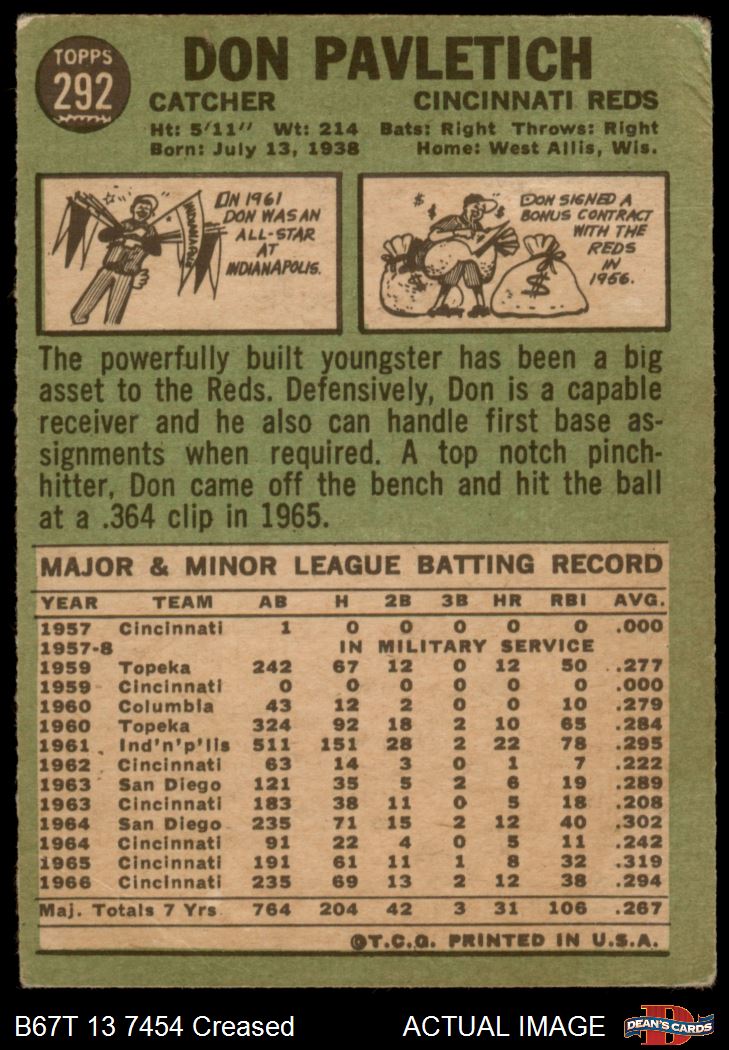 TOPPS
292
DON PAVLETICH
CATCHER CINCINNATI REDS
Ht: 5'11" Wt: 214 Bats: Right Throws: Right
Born: July 13, 1938 Home: West Allis, Wis.
INDIANAPOLIS
IN 1961
DON WAS AN
ALL-STAR
AT
INDIANAPOLIS.
$ $ $
DON SIGNED A
BONUS CONTRACT
WITH THE
REDS
IN
1956.
$
The powerfully built youngster has been a big
asset to the Reds. Defensively, Don is a capable
receiver and he also can handle first base as-
signments when required. A top notch pinch-
hitter, Don came off the bench and hit the ball
at a .364 clip in 1965.
MAJOR & MINOR LEAGUE BATTING RECORD
YEAR TEAM AB H 2B 3B HR RBI AVG.
1957 Cincinnati 1 0 0 0 0 0 .000
1957-8 IN MILITARY SERVICE
1959 Topeka 242 67 12 0 12 50 .277
1959 Cincinnati 0 0 0 0 0 0 .000
1960 Columbia 43 12 2 0 0 10 .279
1960 Topeka 324 92 18 2 10 65 .284
1961 Ind'n'p'lis 511 151 28 2 22 78 .295
1962 Cincinnati 63 14 3 0 1 7 .222
1963 San Diego 121 35 5 2 6 19 .289
1963 Cincinnati 183 38 11 0 5 18 .208
1964 San Diego 235 71 15 2 12 40 .302
1964 Cincinnati 91 22 4 0 5 11 .242
1965 Cincinnati 191 61 11 1 8 32 .319
1966 Cincinnati 235 69 13 2 12 38 .294
Maj. Totals 7 Yrs. 764 204 42 3 31 106 .267
©T.C.G. PRINTED IN U.S.A.
B67T 13 7454 Creased ACTUAL IMAGE
D
DEAN'S CARDS